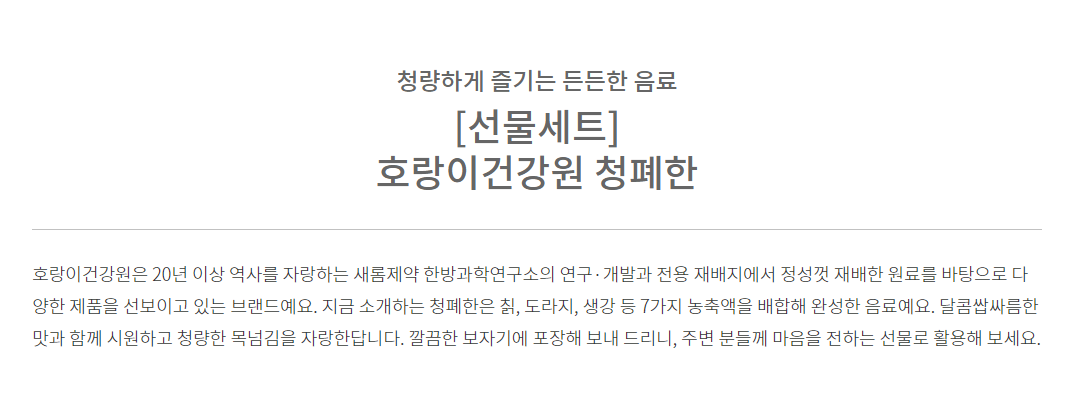 청량하게 즐기는 든든한 음료
[선물세트]
호랑이건강원 청폐한
호랑이건강원은 20년 이상 역사를 자랑하는 새롬제약 한방과학연구소의 연구·개발과 전용 재배지에서 정성껏 재배한 원료를 바탕으로 다
양한 제품을 선보이고 있는 브랜드예요. 지금 소개하는 청폐한은 칡, 도라지, 생강 등 7가지 농축액을 배합해 완성한 음료예요. 달콤쌉싸름한
맛과 함께 시원하고 청량한 목넘김을 자랑한답니다. 깔끔한 보자기에 포장해 보내 드리니, 주변 분들께 마음을 전하는 선물로 활용해 보세요.